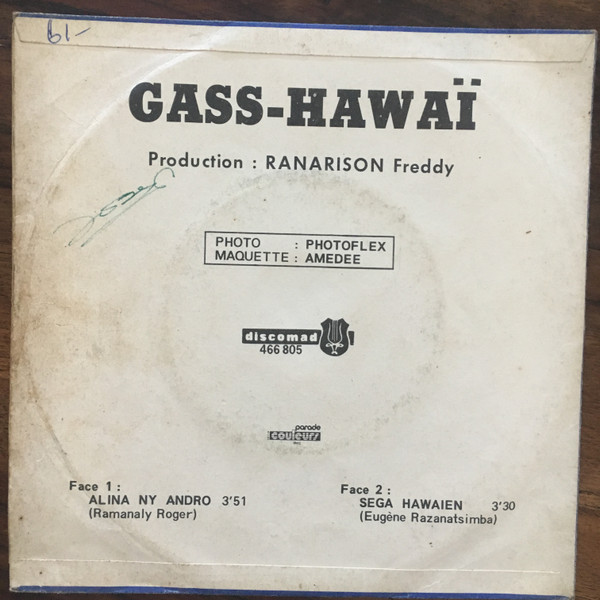 61-
GASS-HAWAÏ
Production : RANARISON Freddy
PHOTO : PHOTOFLEX
MAQUETTE : AMEDEE
discomad
466 805
parade
couleurs
Face 1 :
ALINA NY ANDRO 3'51
(Ramanaly Roger)
Face 2 :
SEGA HAWAIEN 3'30
(Eugène Razanatsimba)